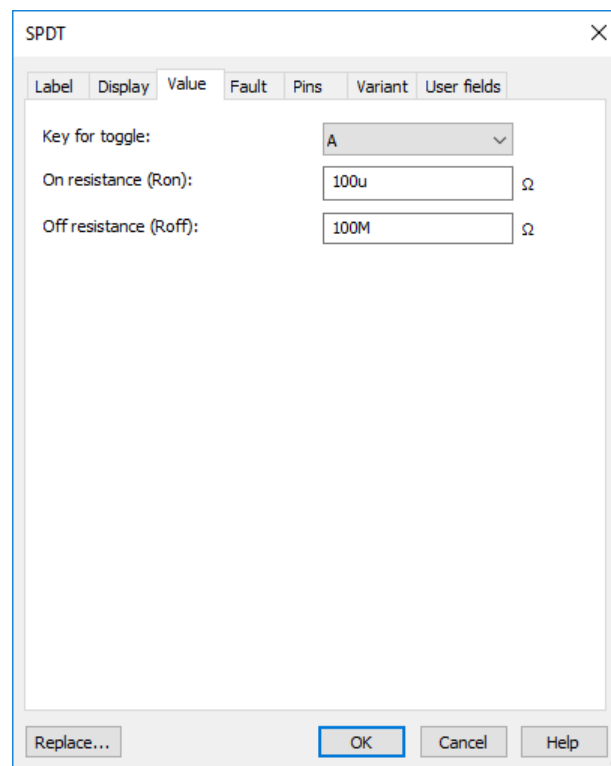 SPDT
Label Display Value Fault Pins Variant User fields
Key for toggle: A
On resistance (Ron): 100u Ω
Off resistance (Roff): 100M Ω
Replace... OK Cancel Help